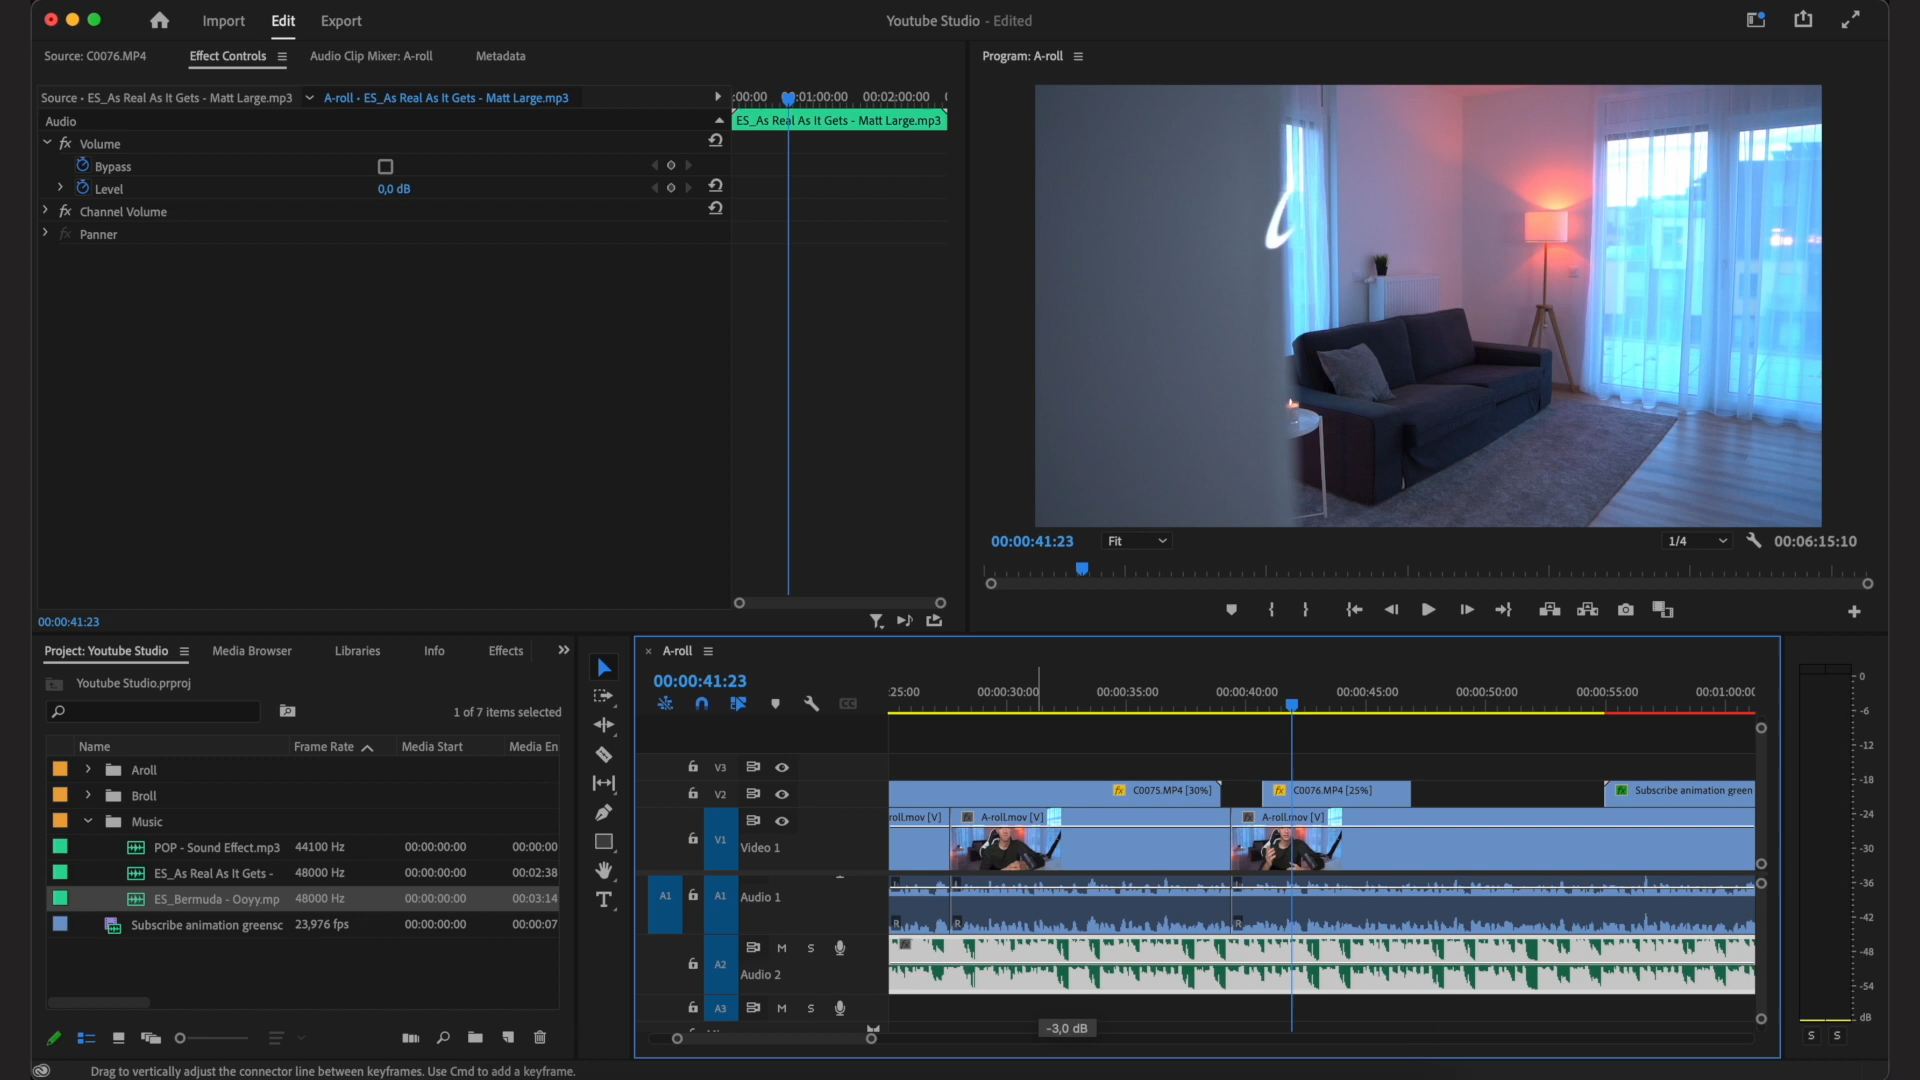 Import
Edit
Export
Youtube Studio - Edited
Source: C0076.MP4
Effect Controls
Audio Clip Mixer: A-roll
Metadata
Program: A-roll
Source • ES_As Real As It Gets - Matt Large.mp3
A-roll • ES_As Real As It Gets - Matt Large.mp3
:00:00
00:01:00:00
00:02:00:00
ES_As Real As It Gets - Matt Large.mp3
Audio
fx Volume
Bypass
Level
0,0 dB
fx Channel Volume
fx Panner
00:00:41:23
Fit
1/4
00:06:15:10
00:00:41:23
Project: Youtube Studio
Media Browser
Libraries
Info
Effects
Youtube Studio.prproj
1 of 7 items selected
Name
Frame Rate
Media Start
Media En
Aroll
Broll
Music
POP - Sound Effect.mp3
44100 Hz
00:00:00:00
00:00:00
ES_As Real As It Gets -
48000 Hz
00:00:00:00
00:02:38
ES_Bermuda - Ooyy.mp
48000 Hz
00:00:00:00
00:03:14
Subscribe animation greensc
23,976 fps
00:00:00:00
00:00:07
A-roll
00:00:41:23
:25:00
00:00:30:00
00:00:35:00
00:00:40:00
00:00:45:00
00:00:50:00
00:00:55:00
00:01:00:00
V3
V2
fx C0075.MP4 [30%]
fx C0076.MP4 [25%]
fx Subscribe animation green
V1
Video 1
roll.mov [V]
fx A-roll.mov [V]
fx A-roll.mov [V]
A1
A1
Audio 1
L
L
L
R
R
R
A2
M
S
Audio 2
A3
M
S
-3,0 dB
0
-6
-12
-18
-24
-30
-36
-42
-48
-54
dB
S
S
Drag to vertically adjust the connector line between keyframes. Use Cmd to add a keyframe.